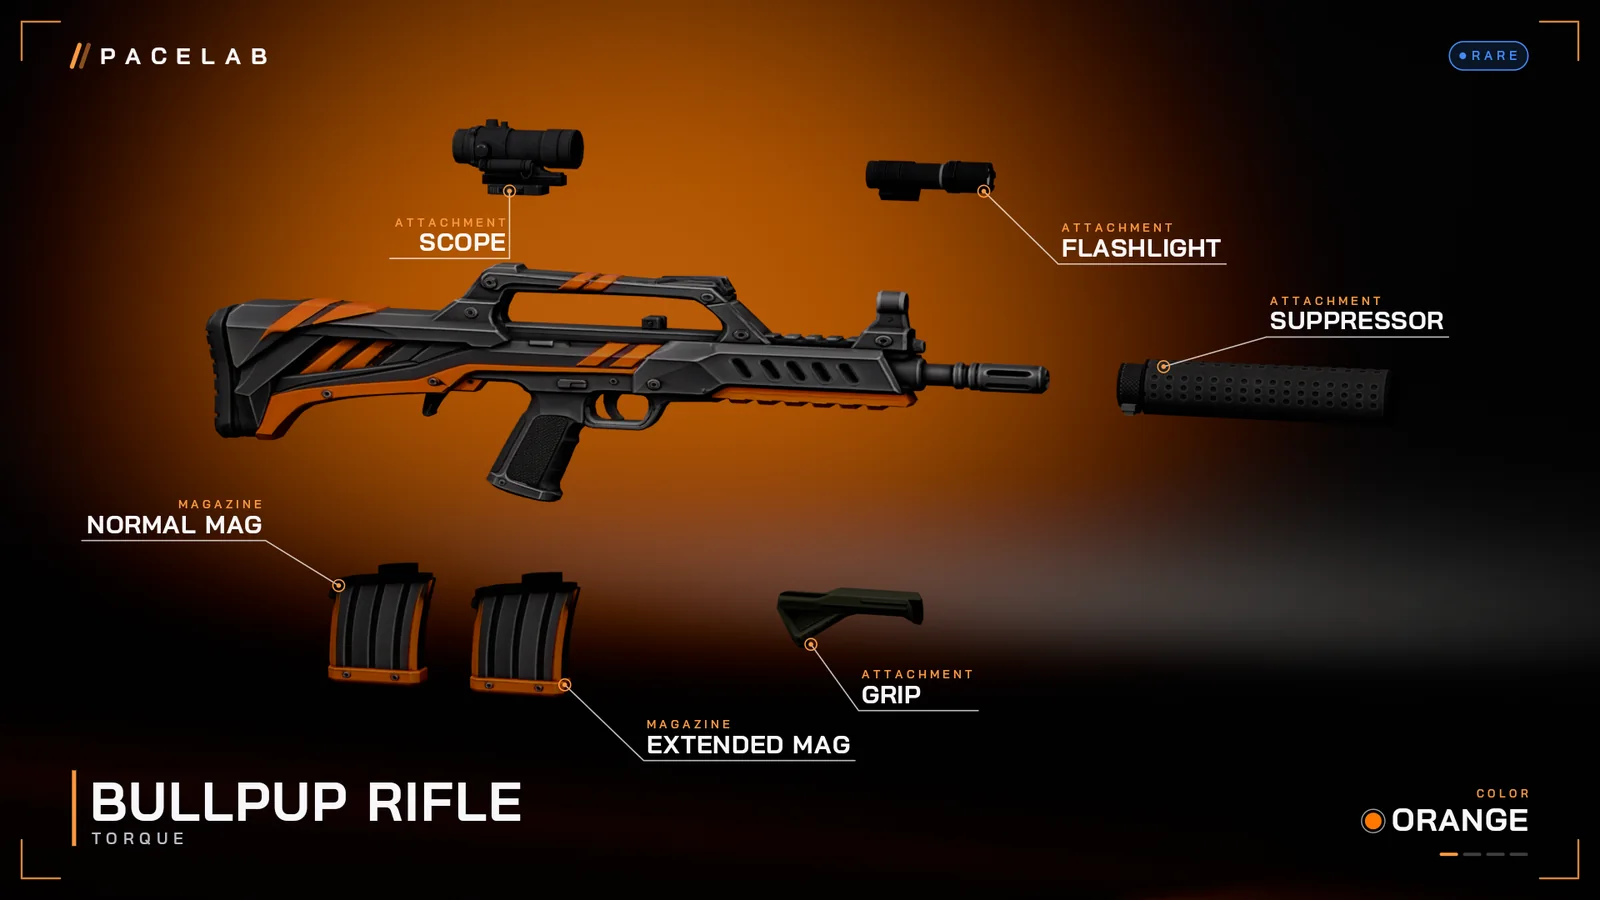 // PACELAB
RARE
ATTACHMENT
SCOPE
ATTACHMENT
FLASHLIGHT
ATTACHMENT
SUPPRESSOR
MAGAZINE
NORMAL MAG
ATTACHMENT
GRIP
MAGAZINE
EXTENDED MAG
BULLPUP RIFLE
TORQUE
COLOR
ORANGE